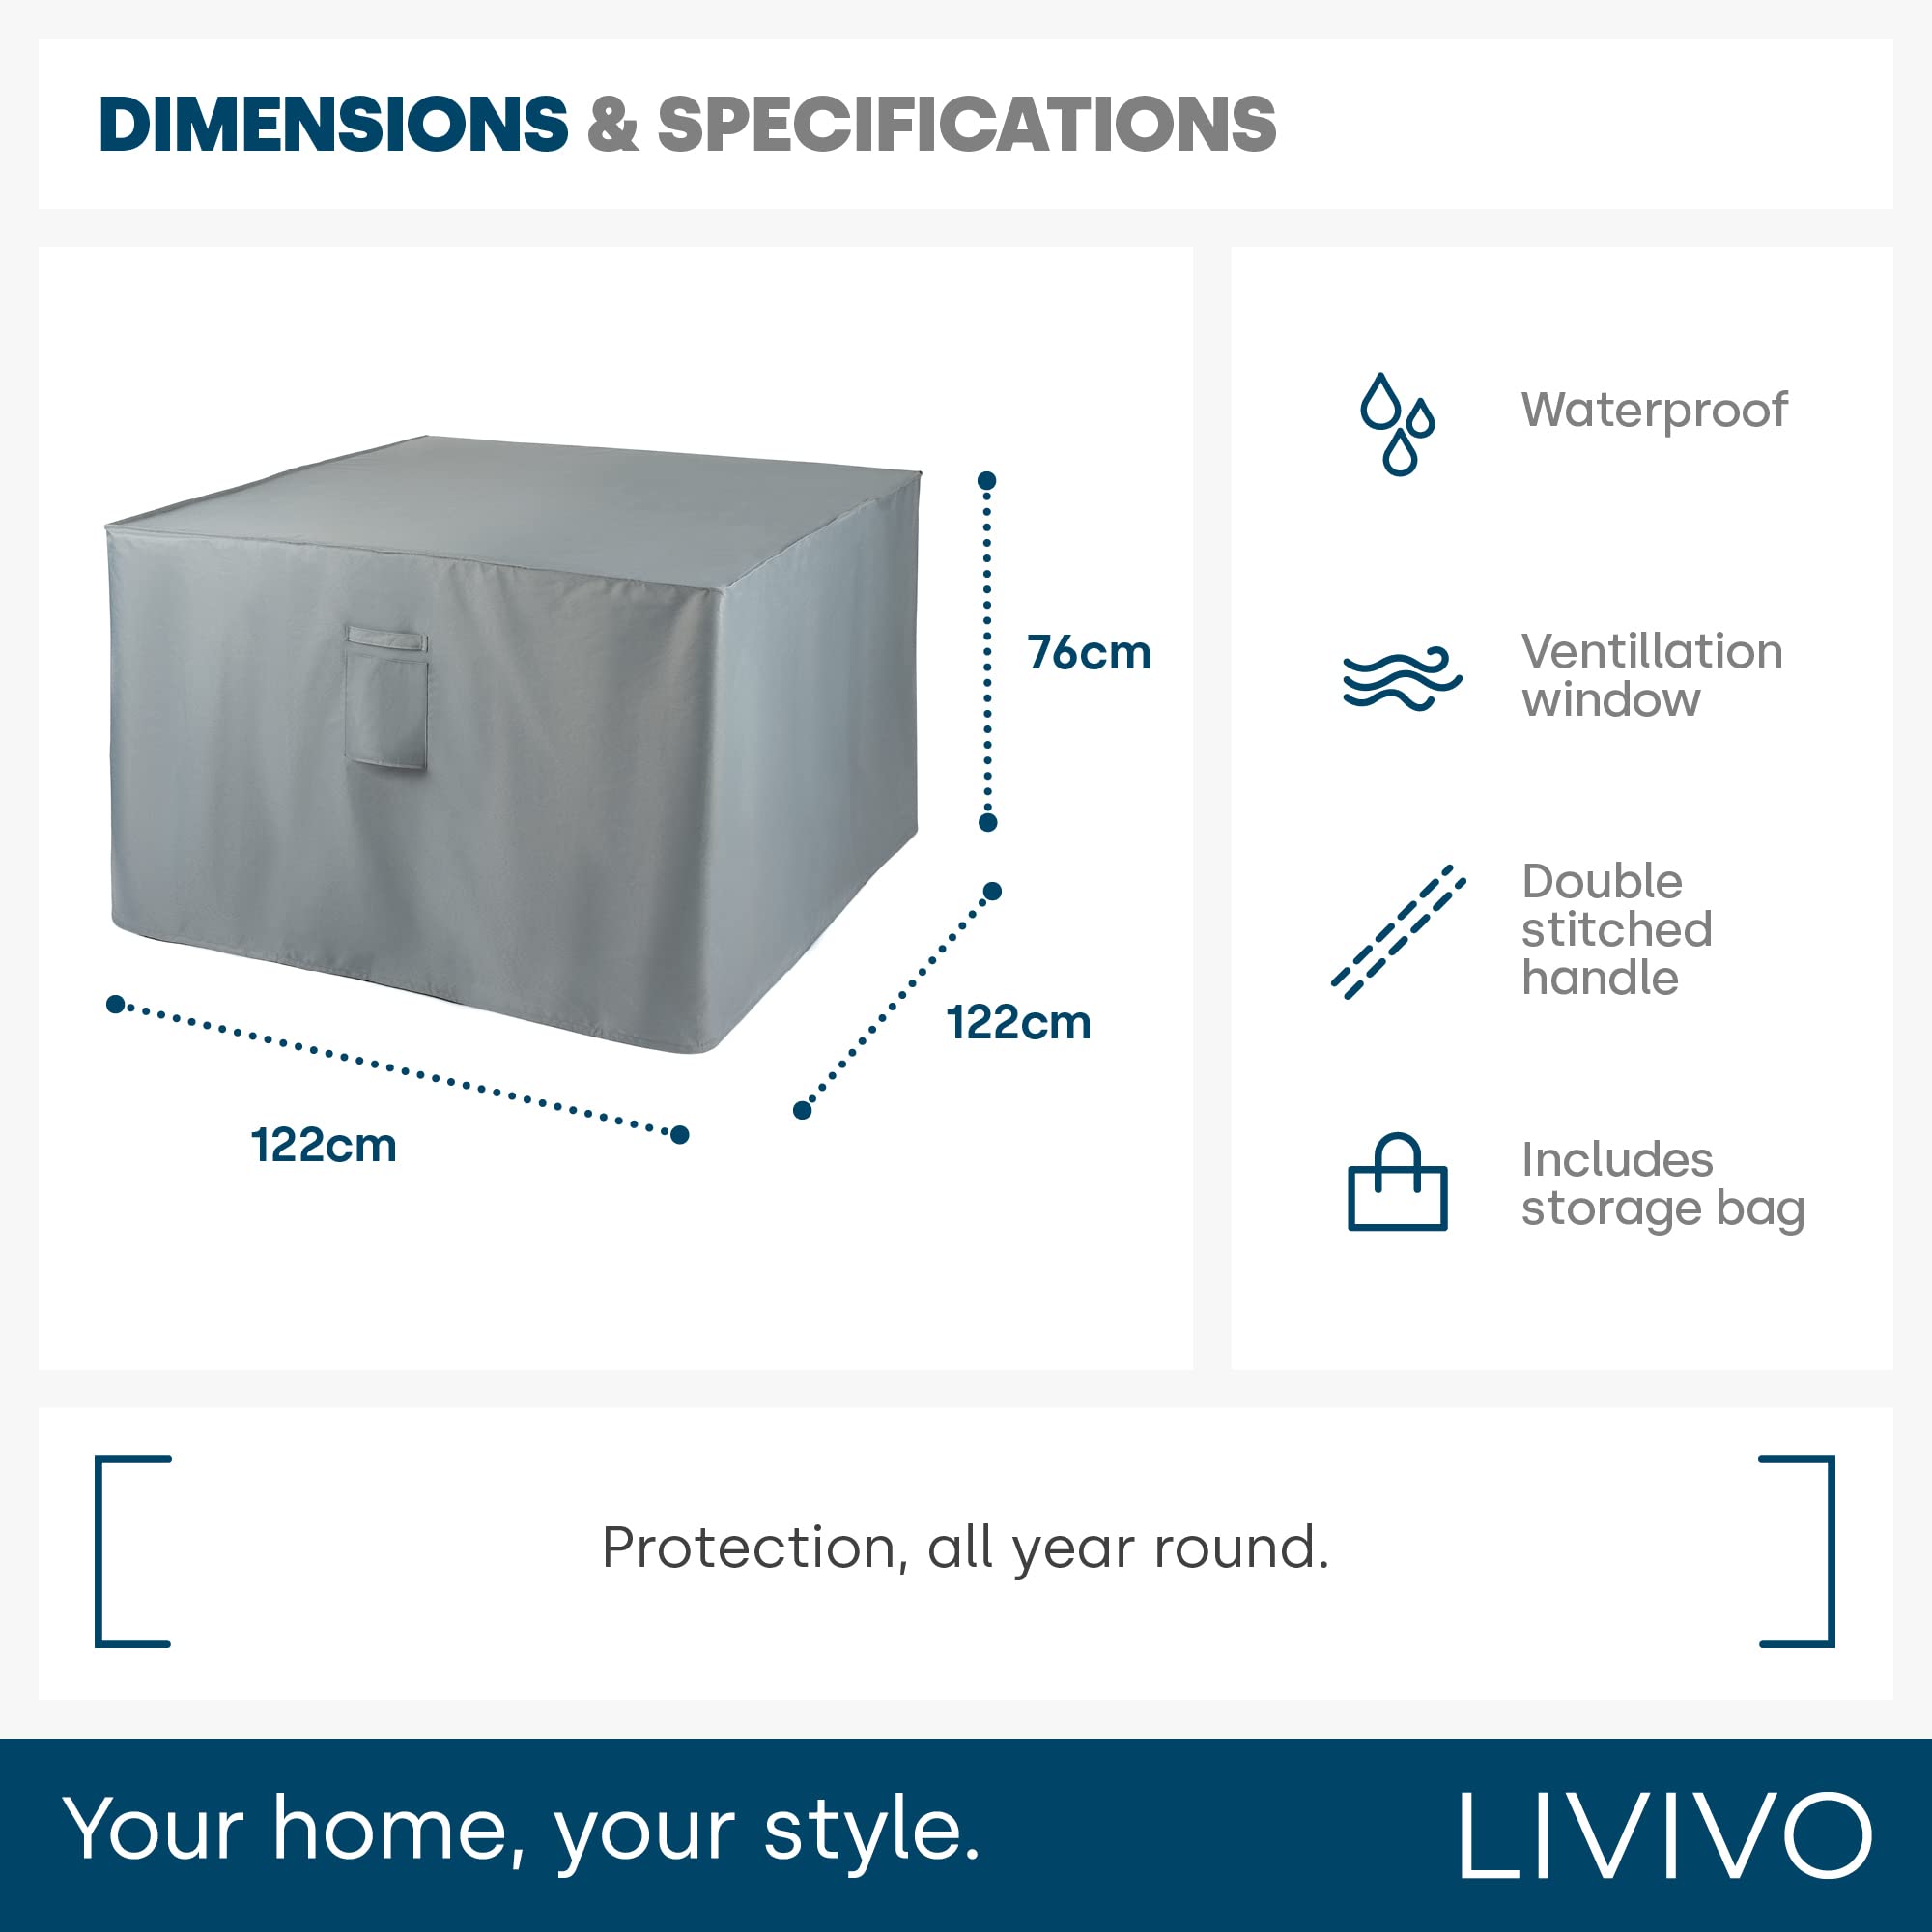 DIMENSIONS & SPECIFICATIONS
76cm
122cm
122cm
Waterproof
Ventillation
window
Double
stitched
handle
Includes
storage bag
Protection, all year round.
Your home, your style.
LIVIVO